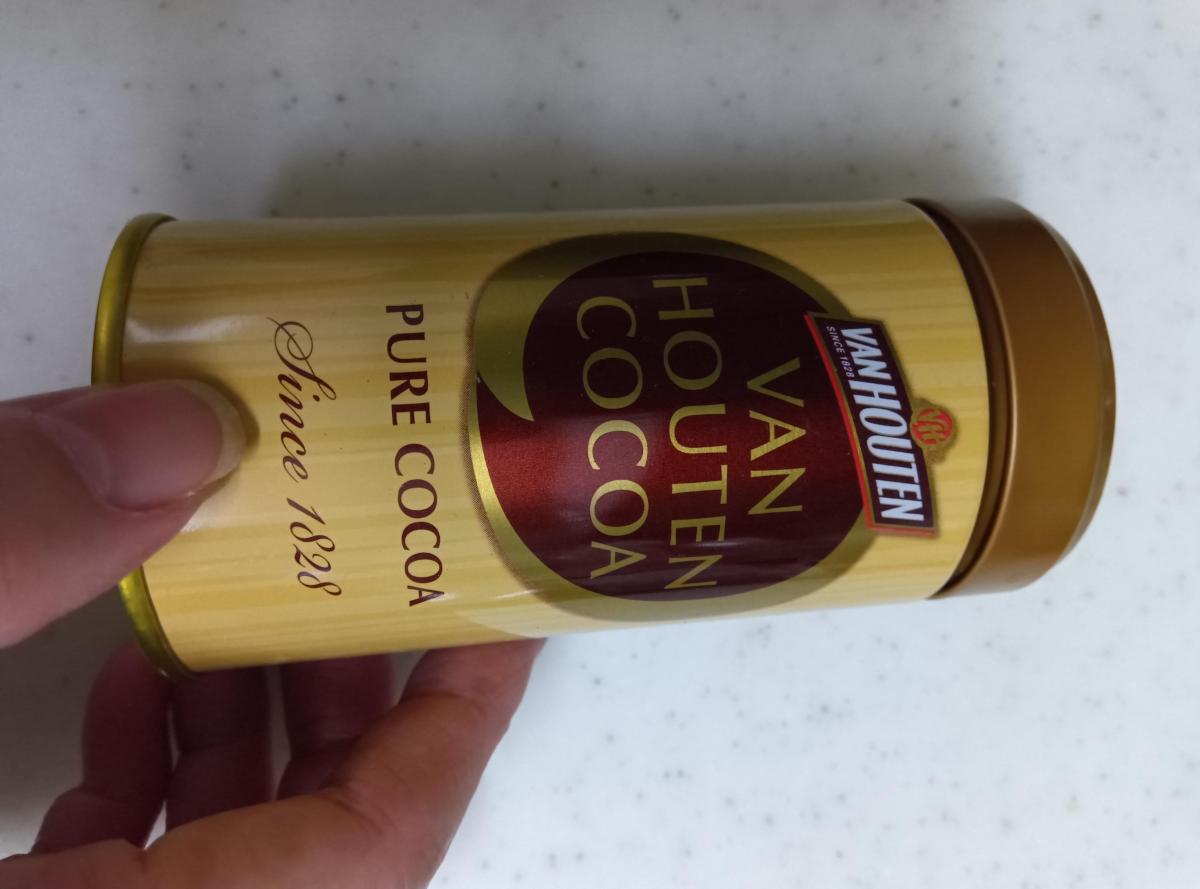 VAN HOUTEN
SINCE 1828
VAN
HOUTEN
COCOA
PURE COCOA
Since 1828